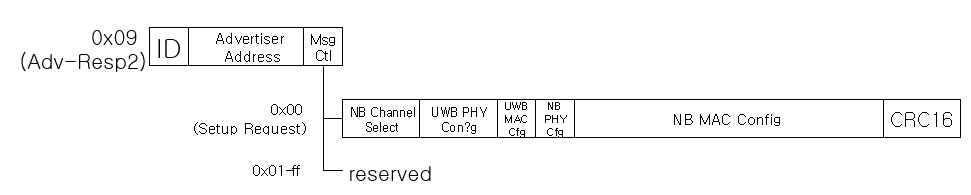 0x09
(Adv-Resp2)
ID
Advertiser
Address
Msg
Ctl
0x00
(Setup Request)
NB Channel
Select
UWB PHY
Con?g
UWB
MAC
Cfg
NB
PHY
Cfg
NB MAC Config
CRC16
0x01-ff
reserved